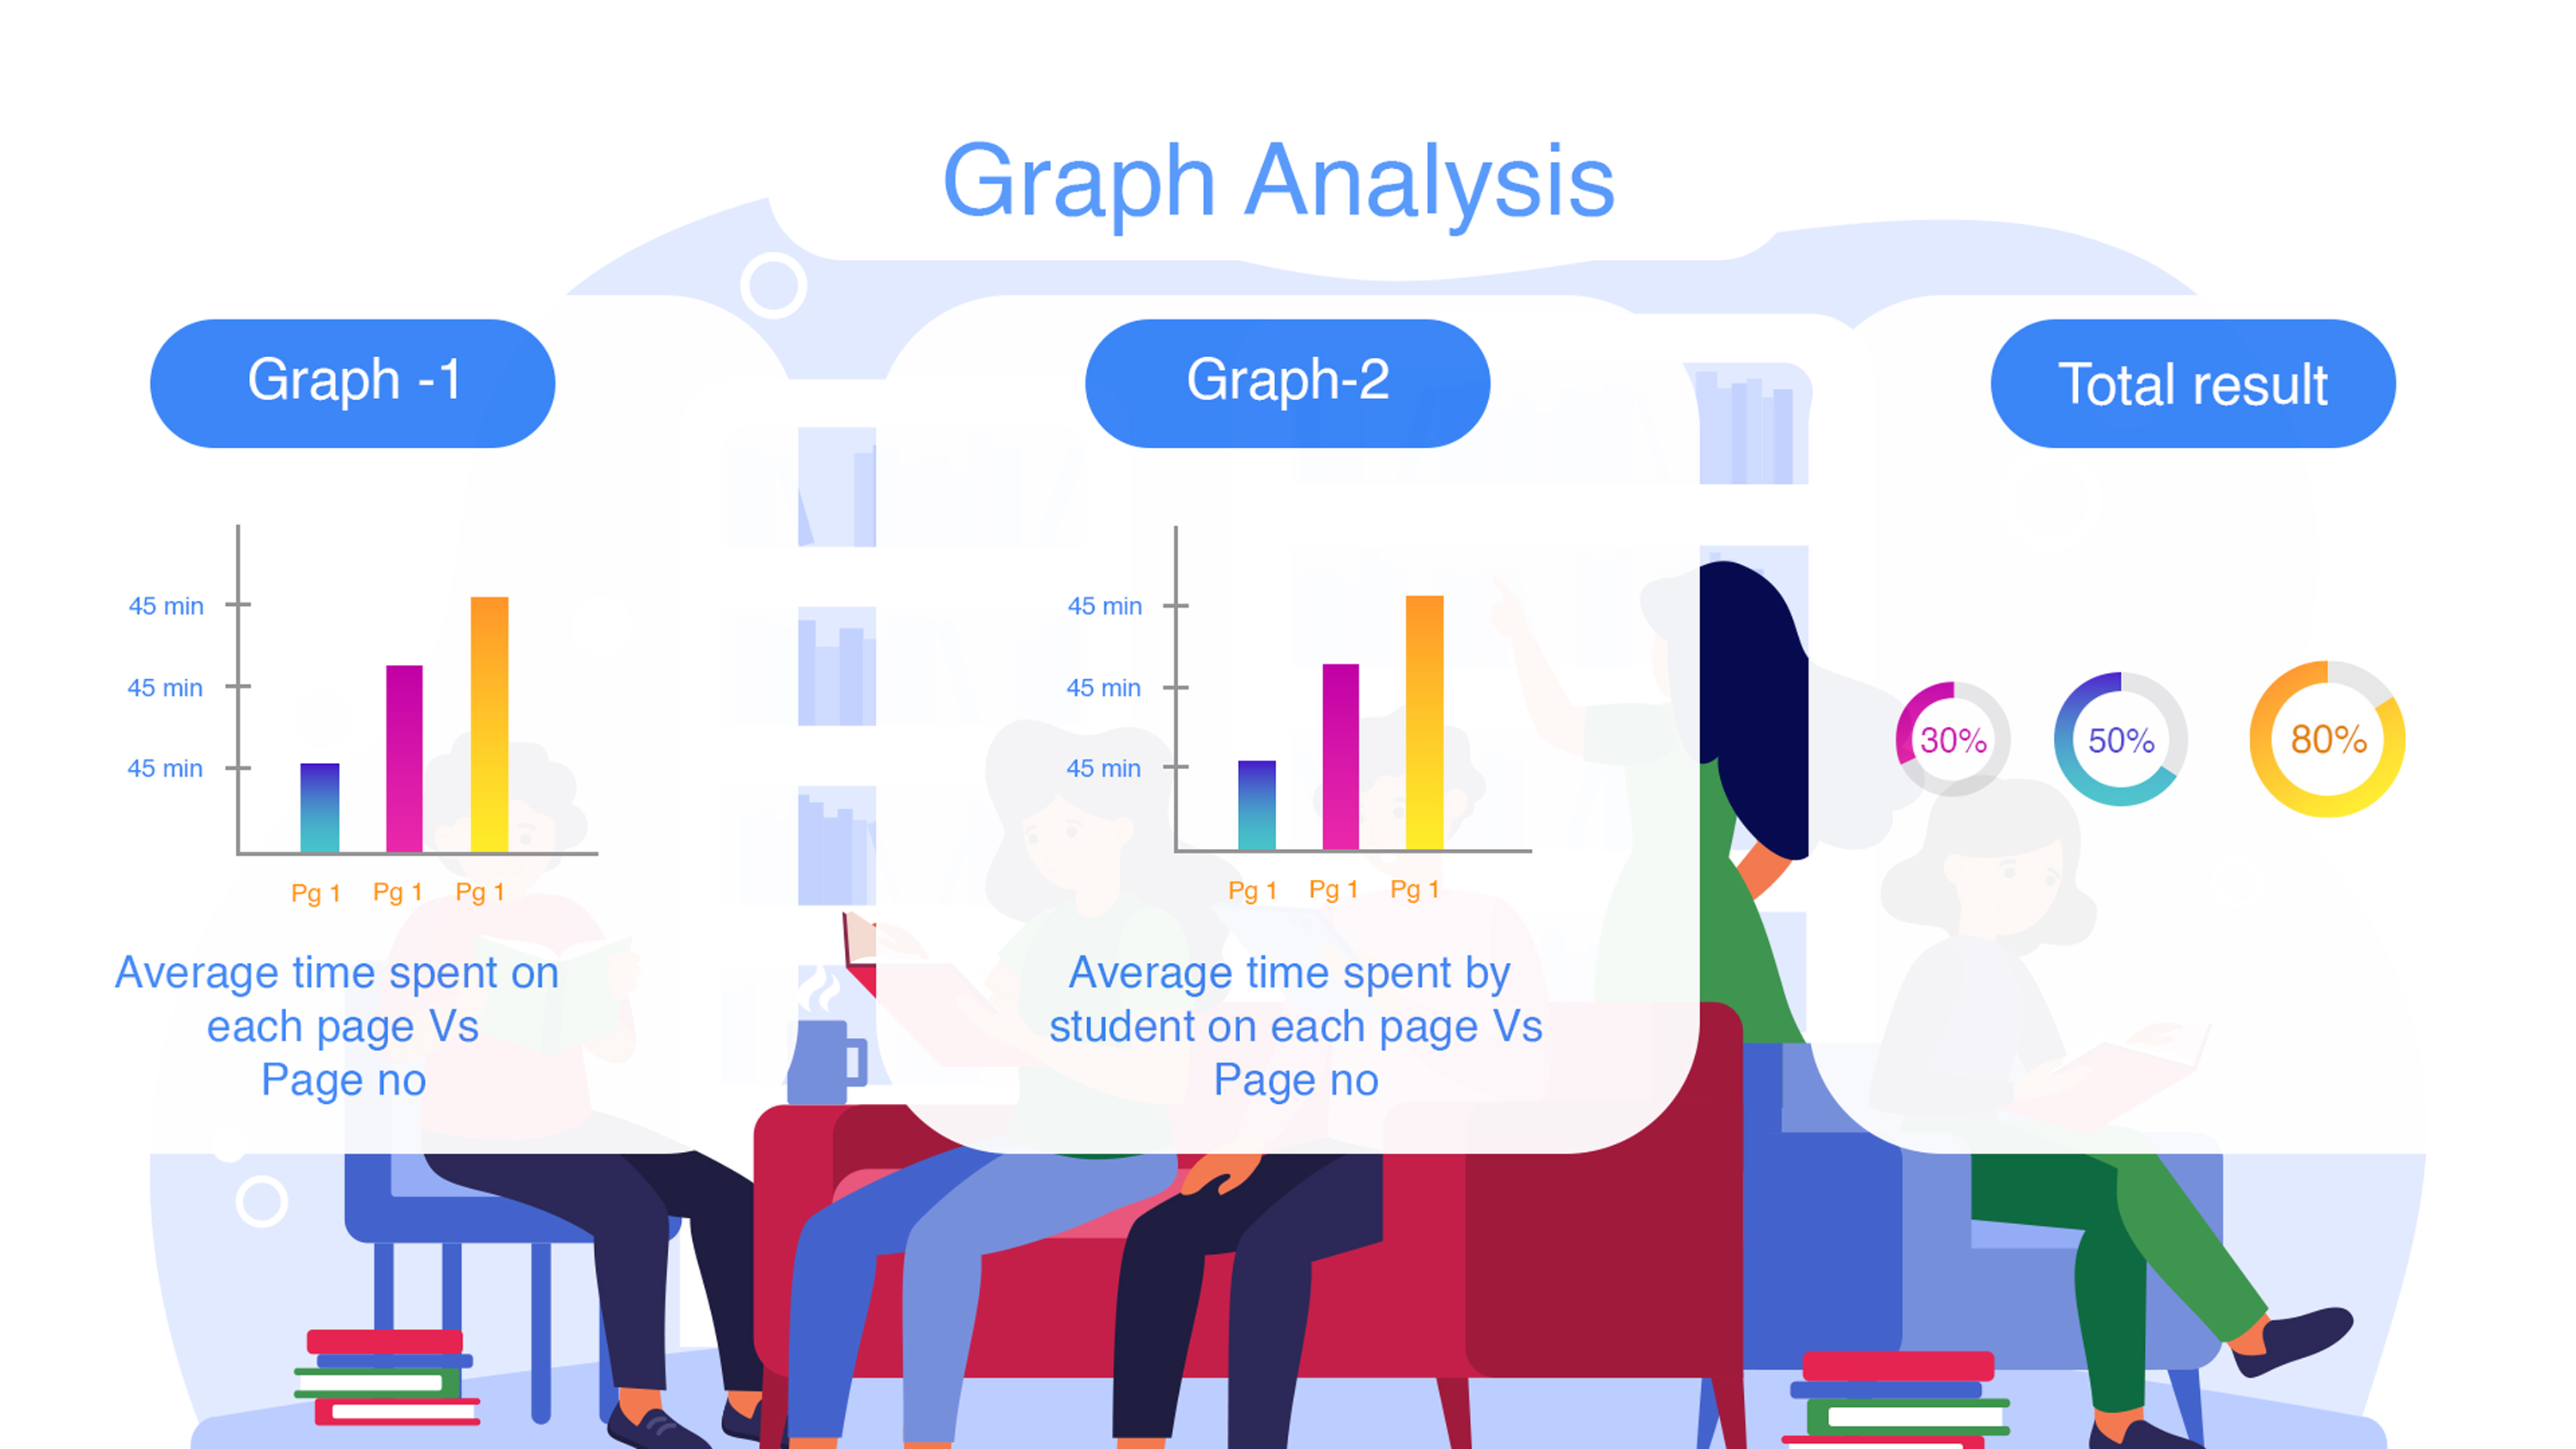 Graph Analysis
Graph -1
45 min
45 min
45 min
Pg 1 Pg 1 Pg 1
Average time spent on
each page Vs
Page no
Graph-2
45 min
45 min
45 min
Pg 1 Pg 1 Pg 1
Average time spent by
student on each page Vs
Page no
Total result
30% 50% 80%